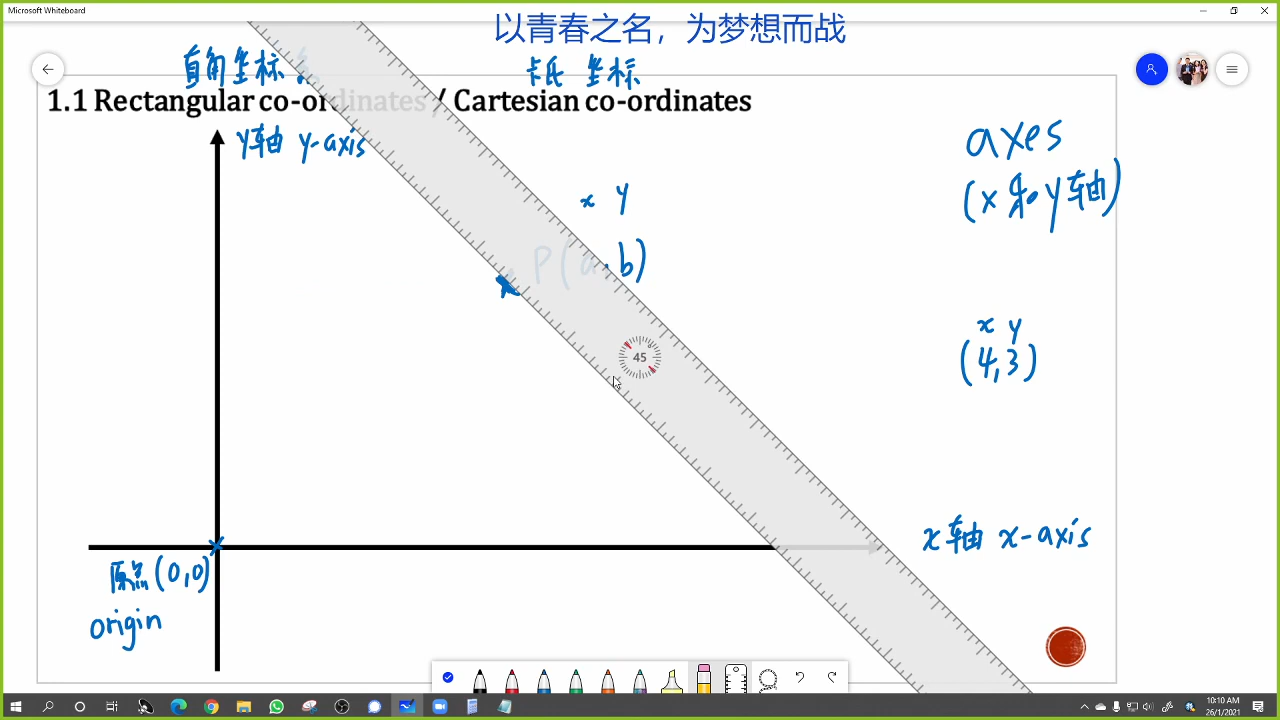 Microsoft Whiteboard
以青春之名，为梦想而战
直角坐标系
卡氏 坐标
1.1 Rectangular co-ordinates / Cartesian co-ordinates
y轴 y-axis
axes
(x 和 y 轴)
x y
P(a,b)
x y
(4,3)
45
x轴 x-axis
原点(0,0)
origin
10:10 AM
26/1/2021